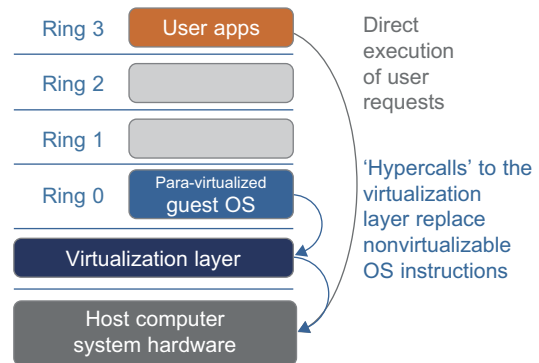 Ring 3
User apps
Ring 2
Ring 1
Ring 0
Para-virtualized
guest OS
Virtualization layer
Host computer
system hardware
Direct
execution
of user
requests
‘Hypercalls’ to the
virtualization
layer replace
nonvirtualizable
OS instructions